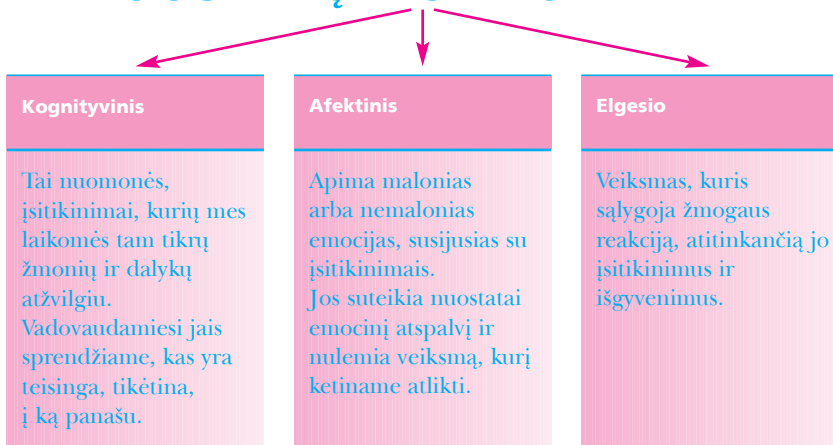 Kognityvinis
Tai nuomonės,
įsitikinimai, kurių mes
laikomės tam tikrų
žmonių ir dalykų
atžvilgiu.
Vadovaudamiesi jais
sprendžiame, kas yra
teisinga, tikėtina,
į ką panašu.
Afektinis
Apima malonias
arba nemalonias
emocijas, susijusias su
įsitikinimais.
Jos suteikia nuostatai
emocinį atspalvį ir
nulemia veiksmą, kurį
ketiname atlikti.
Elgesio
Veiksmas, kuris
sąlygoja žmogaus
reakciją, atitinkančią jo
įsitikinimus ir
išgyvenimus.